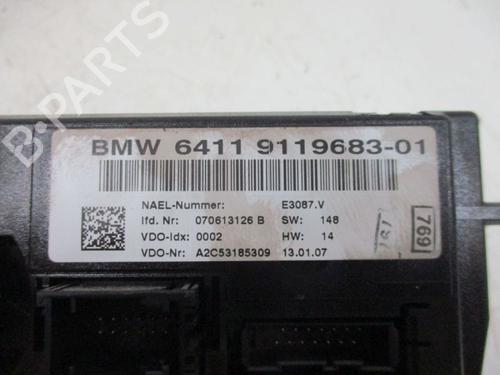 BMW 6411 9119683-01
NAEL-Nummer: E3087.V
lfd. Nr: 070613126 B SW: 148
VDO-Idx: 0002 HW: 14
VDO-Nr: A2C53185309 13.01.07
769
B-PARTS